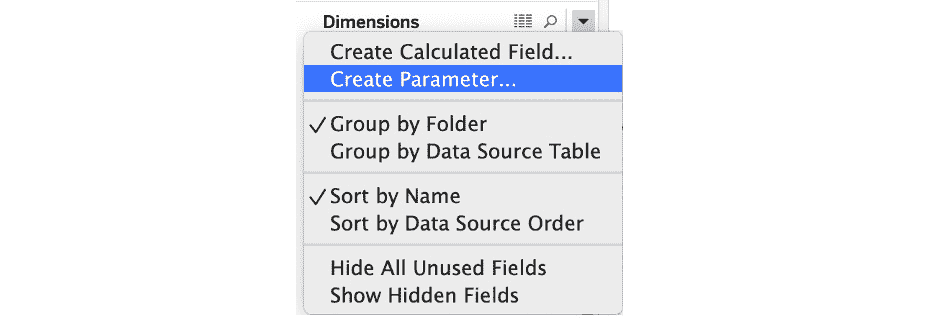 Dimensions
Create Calculated Field...
Create Parameter...
Group by Folder
Group by Data Source Table
Sort by Name
Sort by Data Source Order
Hide All Unused Fields
Show Hidden Fields